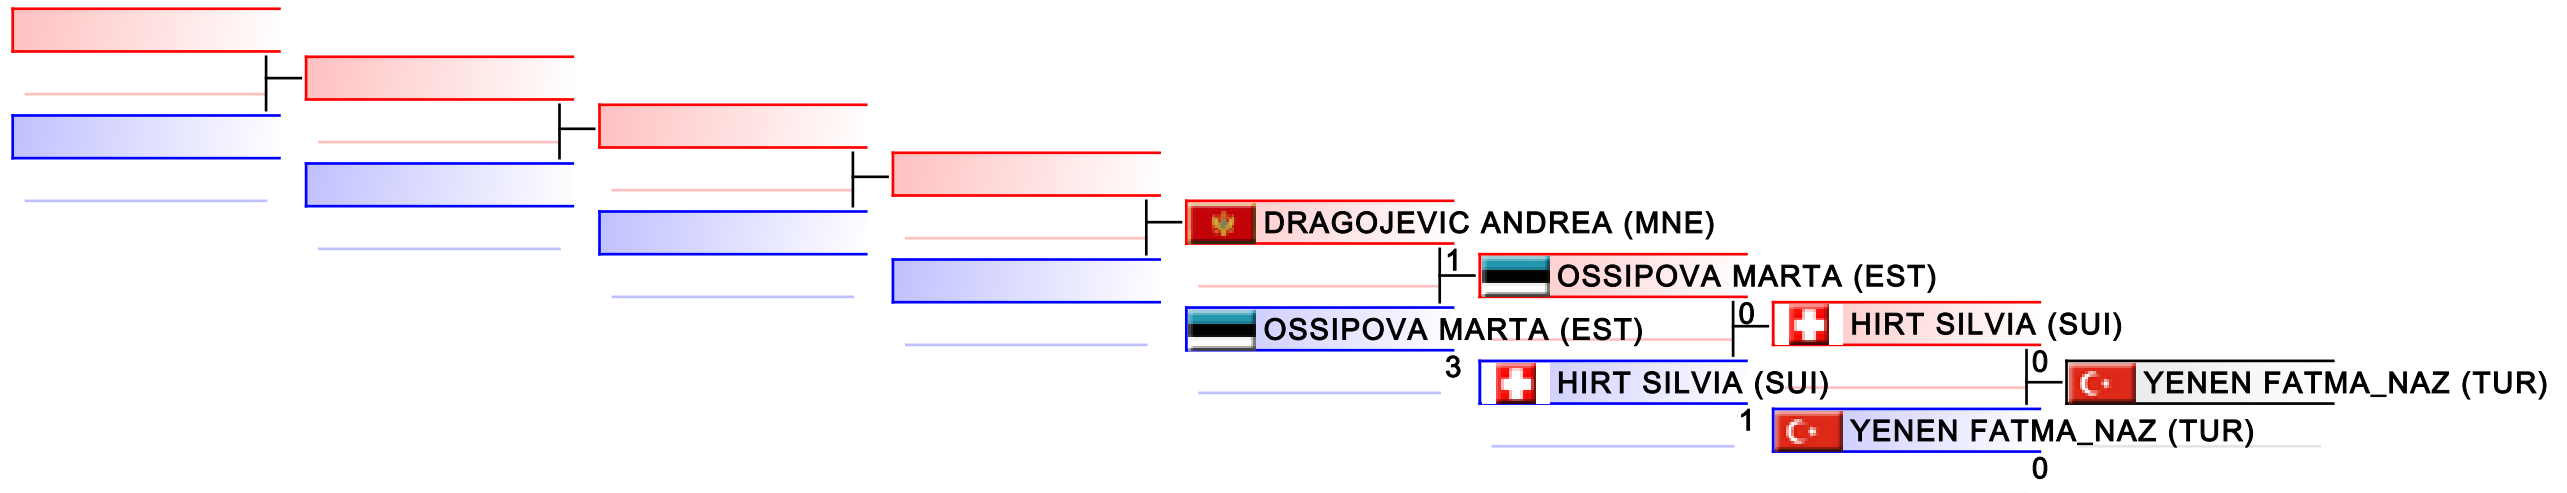 DRAGOJEVIC ANDREA (MNE)
1
OSSIPOVA MARTA (EST)
0
OSSIPOVA MARTA (EST)
3
HIRT SILVIA (SUI)
0
HIRT SILVIA (SUI)
1
YENEN FATMA_NAZ (TUR)
YENEN FATMA_NAZ (TUR)
0